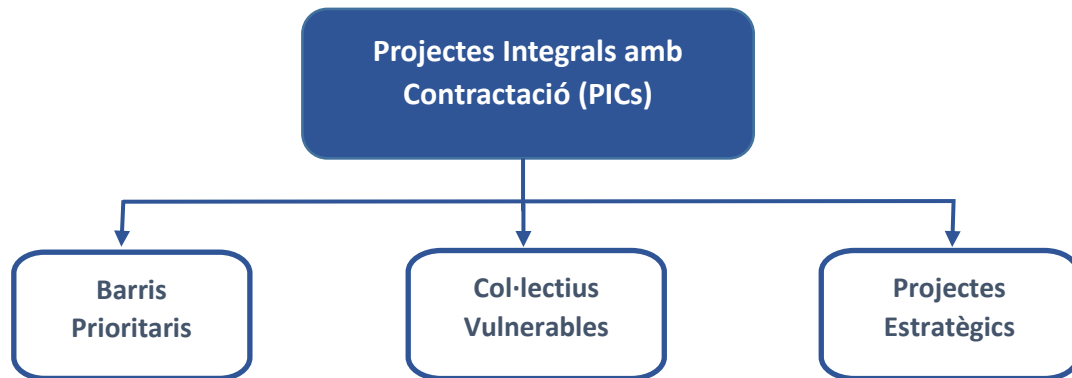 Projectes Integrals amb
Contractació (PICs)
Barris
Prioritaris
Col·lectius
Vulnerables
Projectes
Estratègics